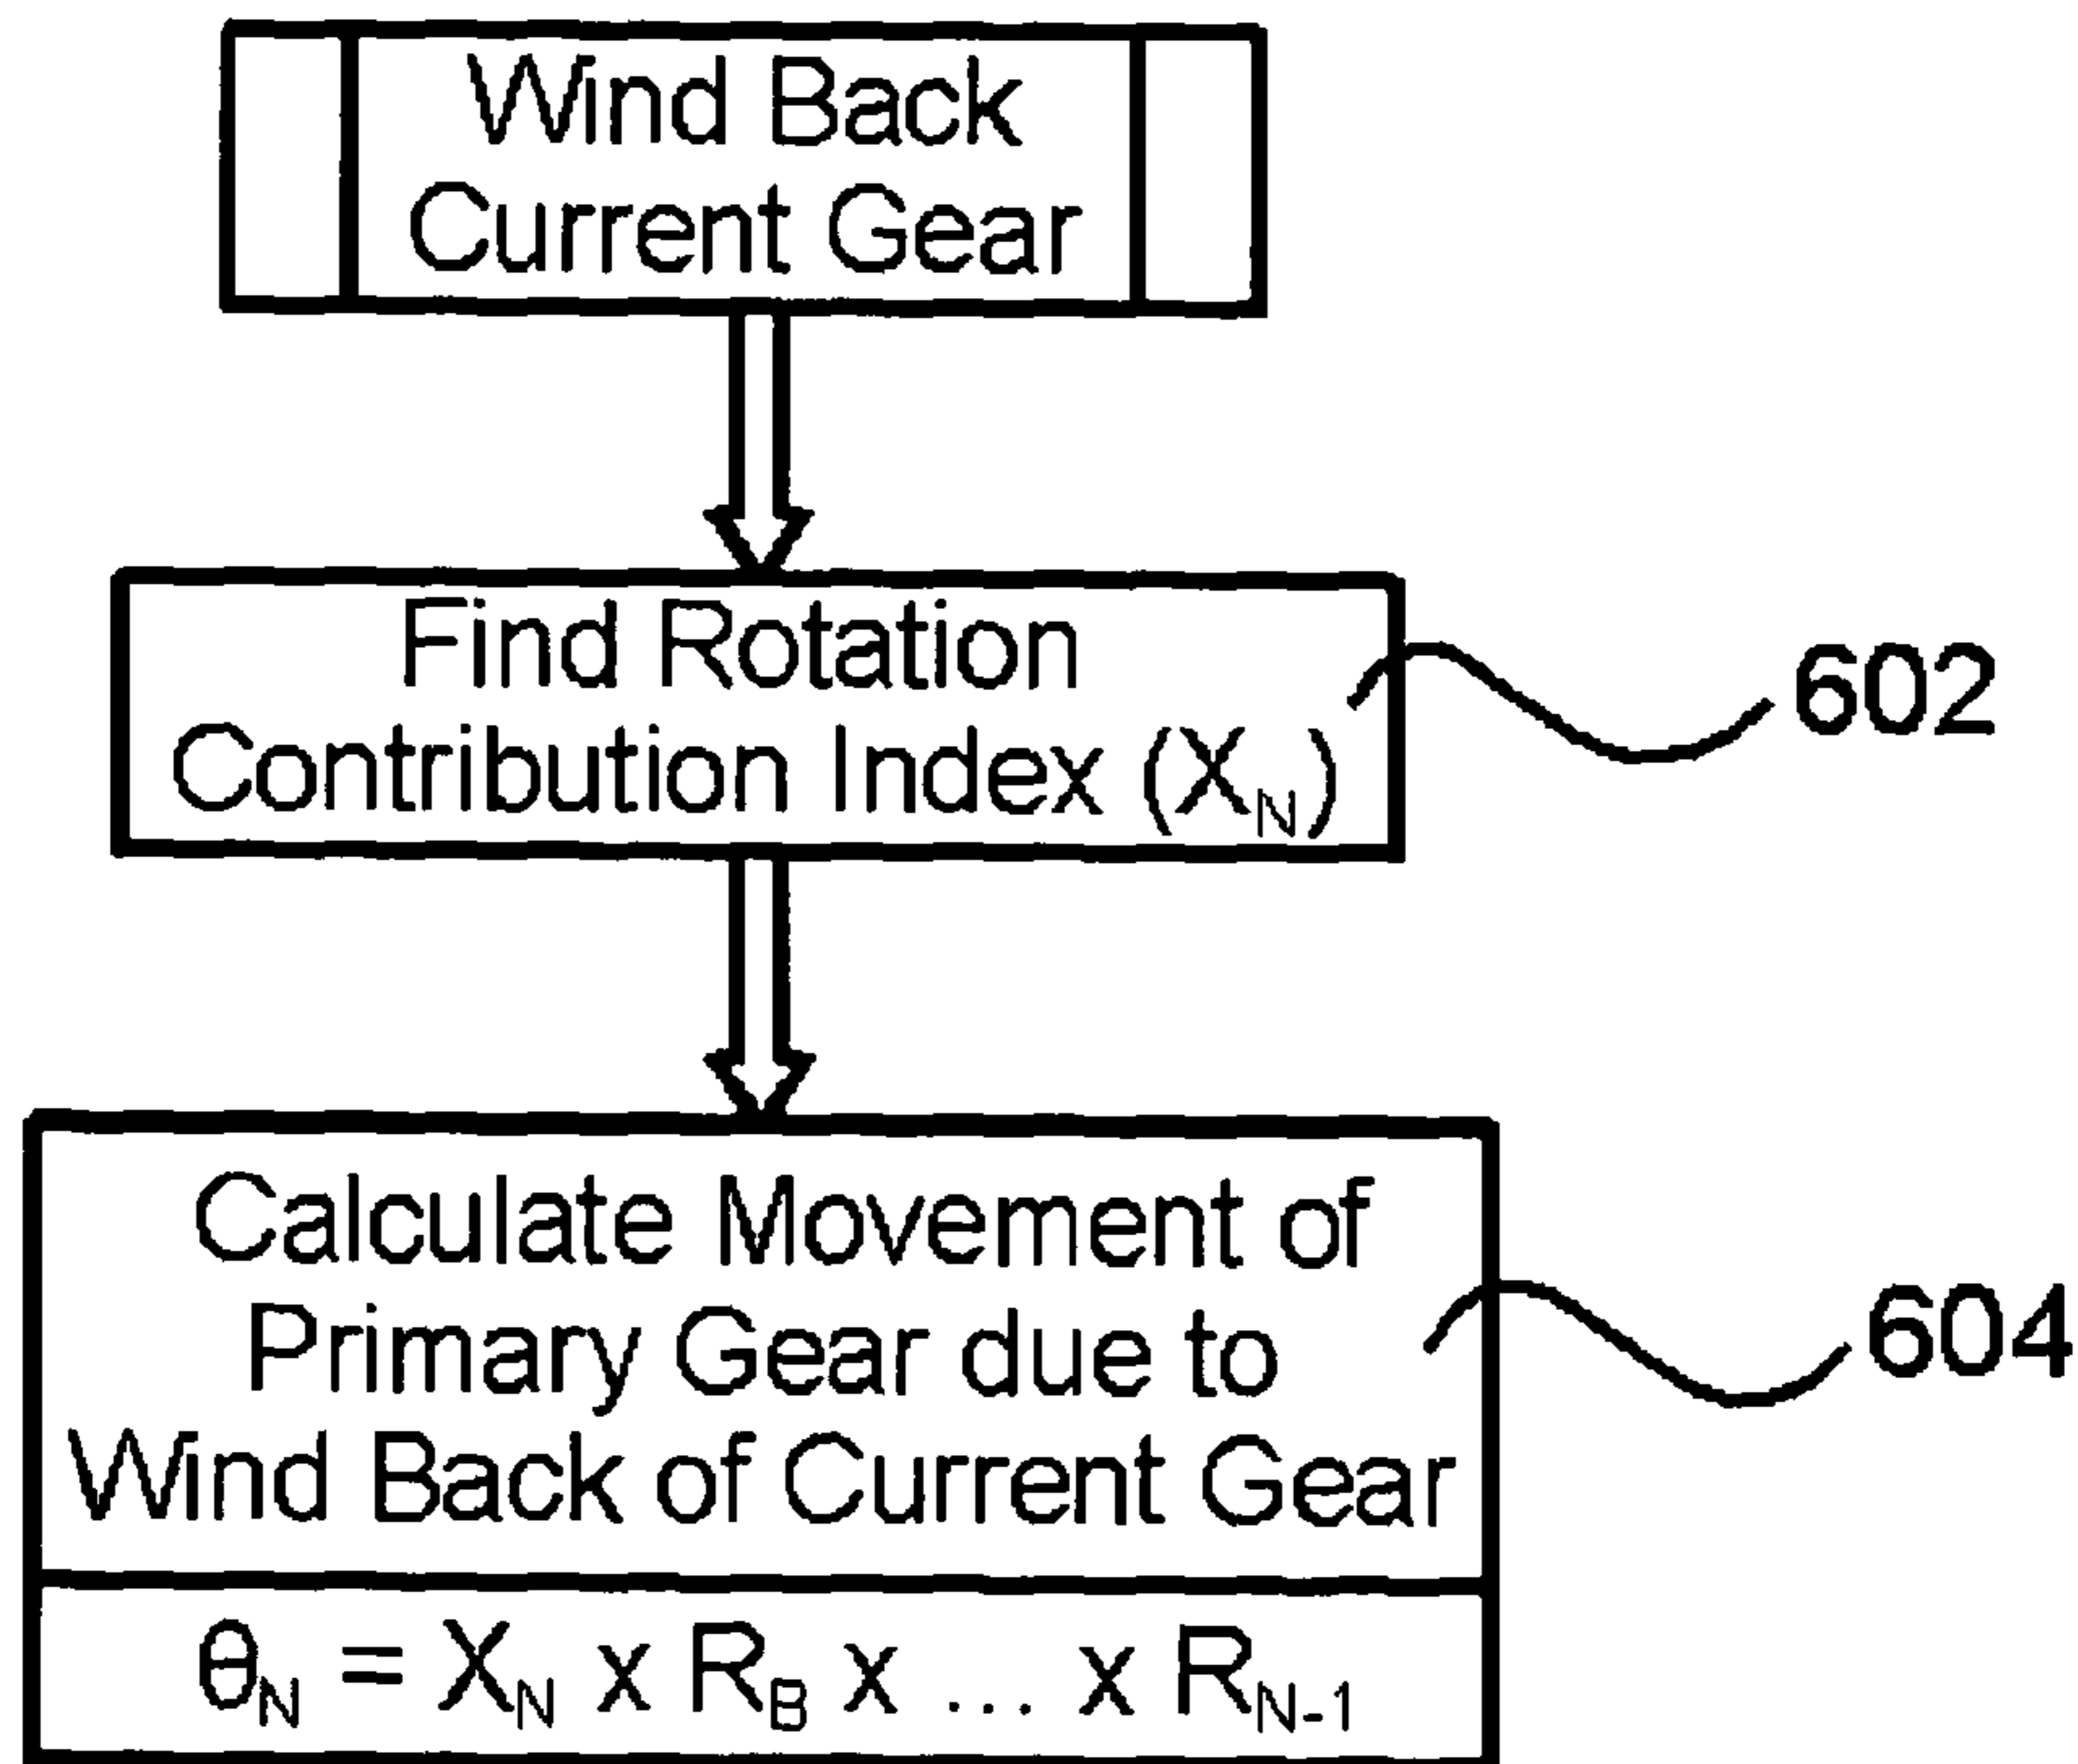 Wind Back
Current Gear
Find Rotation
Contribution Index (X_N)
602
Calculate Movement of
Primary Gear due to
Wind Back of Current Gear
604
θ_N = X_N x R_B x ... x R_N-1